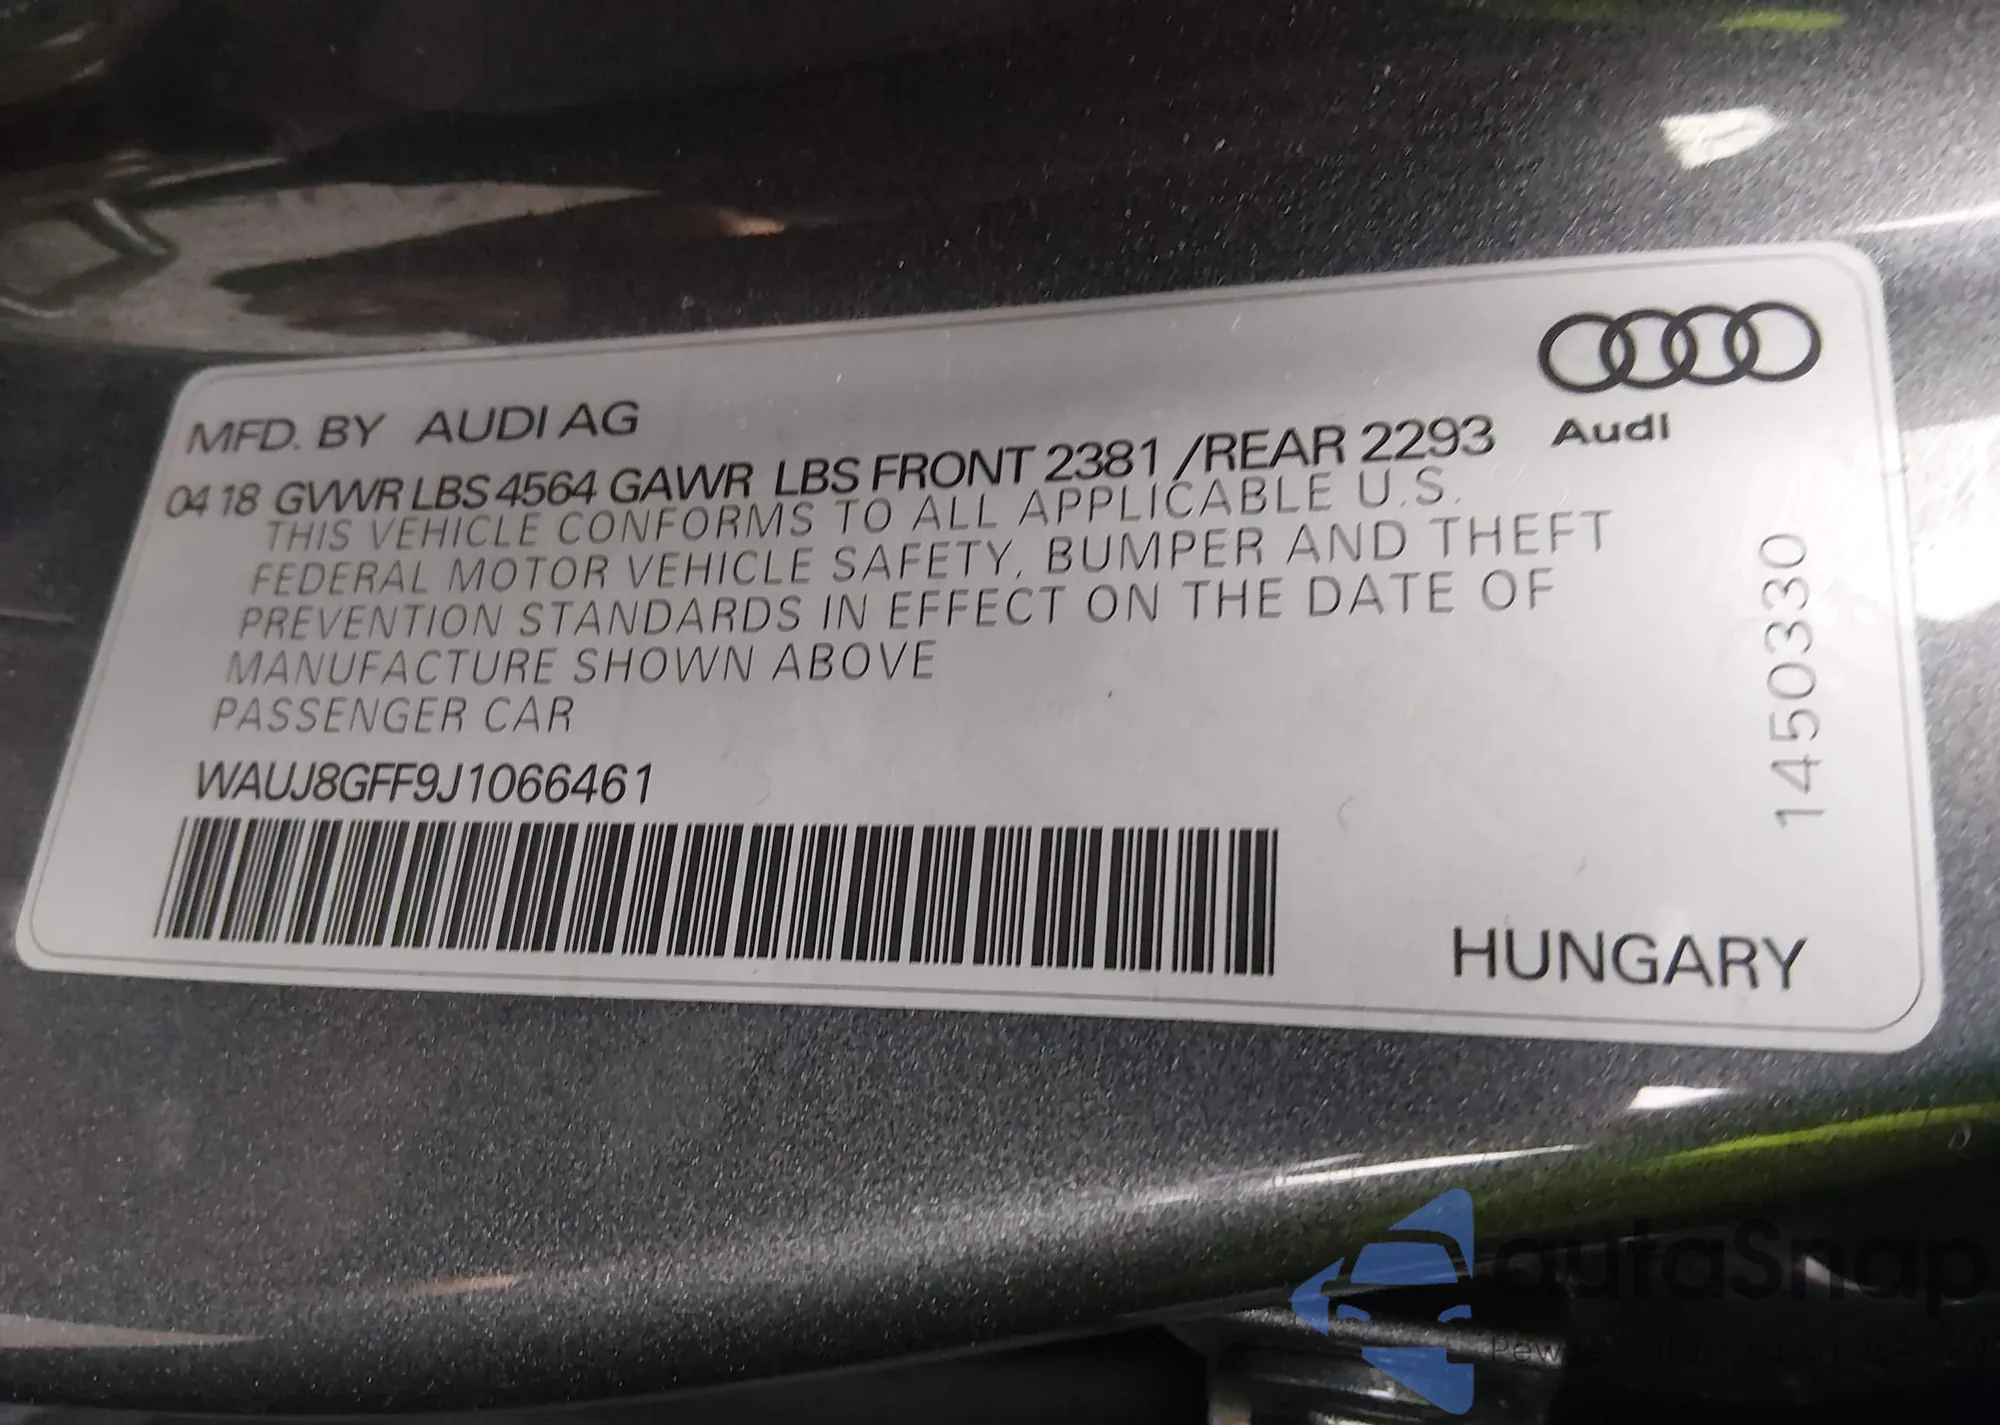 MFD. BY AUDI AG
04 18 GVWR LBS 4564 GAWR LBS FRONT 2381 /REAR 2293
Audi
THIS VEHICLE CONFORMS TO ALL APPLICABLE U.S.
FEDERAL MOTOR VEHICLE SAFETY, BUMPER AND THEFT
PREVENTION STANDARDS IN EFFECT ON THE DATE OF
MANUFACTURE SHOWN ABOVE
PASSENGER CAR
WAUJ8GFF9J1066461
1450330
HUNGARY
autaSnap